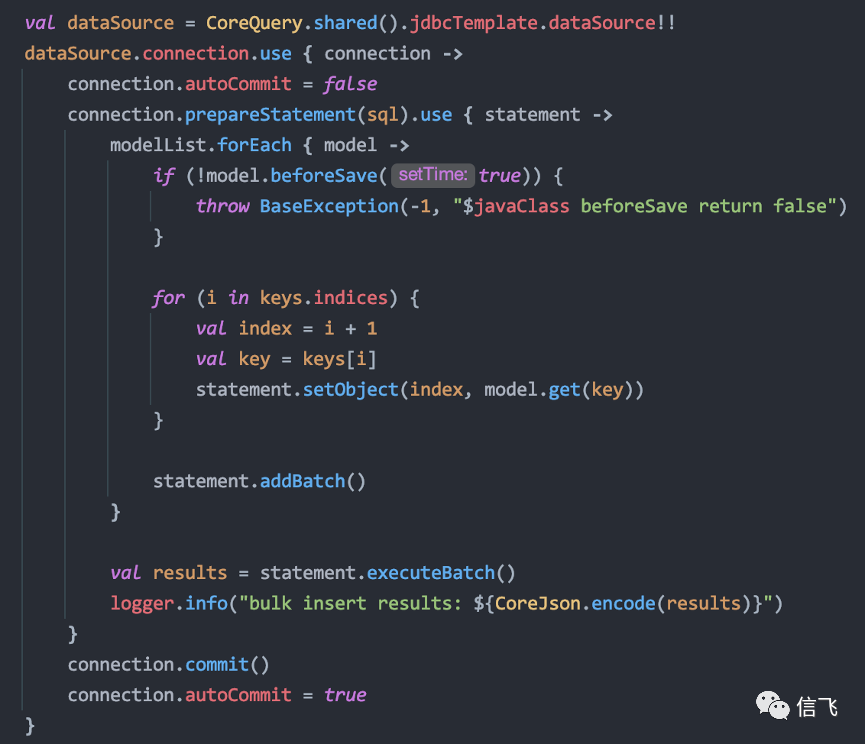 val dataSource = CoreQuery.shared().jdbcTemplate.dataSource!!
dataSource.connection.use { connection ->
    connection.autoCommit = false
    connection.prepareStatement(sql).use { statement ->
        modelList.forEach { model ->
            if (!model.beforeSave( setTime: true)) {
                throw BaseException(-1, "$javaClass beforeSave return false")
            }

            for (i in keys.indices) {
                val index = i + 1
                val key = keys[i]
                statement.setObject(index, model.get(key))
            }

            statement.addBatch()
        }

        val results = statement.executeBatch()
        logger.info("bulk insert results: ${CoreJson.encode(results)}")
    }
    connection.commit()
    connection.autoCommit = true
}
信飞